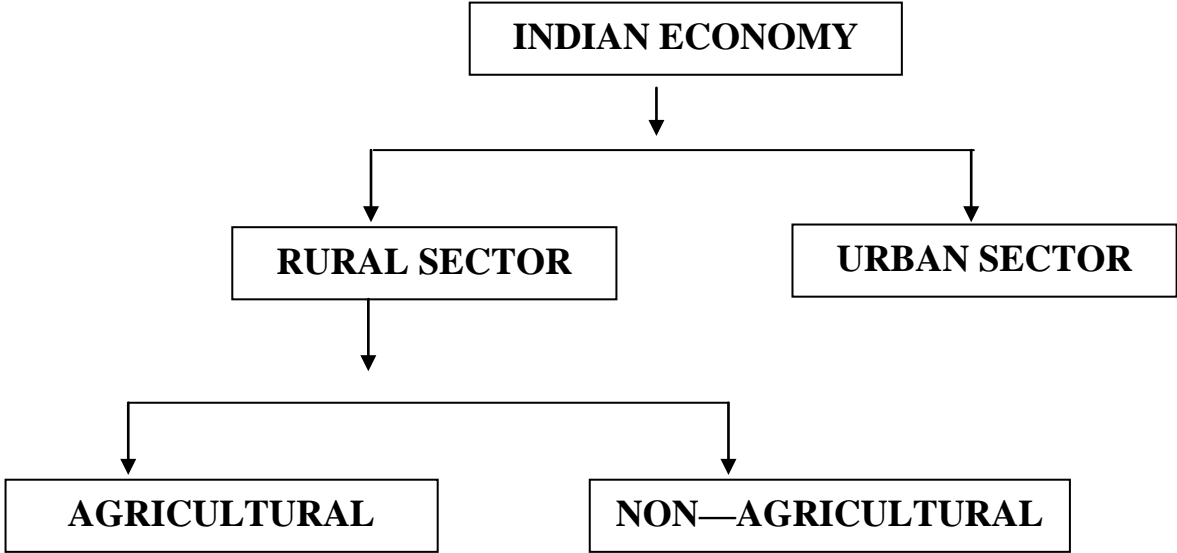 INDIAN ECONOMY
RURAL SECTOR
URBAN SECTOR
AGRICULTURAL
NON—AGRICULTURAL